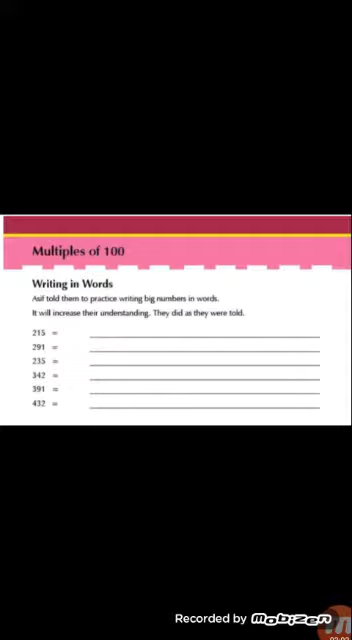 Multiples of 100
Writing in Words
Asif told them to practice writing big numbers in words.
It will increase their understanding. They did as they were told.
215 =
291 =
235 =
342 =
391 =
432 =
Recorded by Mobizen